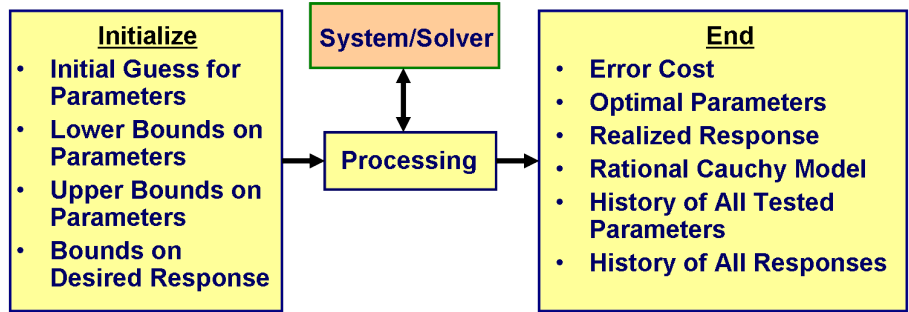 Initialize
• Initial Guess for
Parameters
• Lower Bounds on
Parameters
• Upper Bounds on
Parameters
• Bounds on
Desired Response
System/Solver
Processing
End
• Error Cost
• Optimal Parameters
• Realized Response
• Rational Cauchy Model
• History of All Tested
Parameters
• History of All Responses